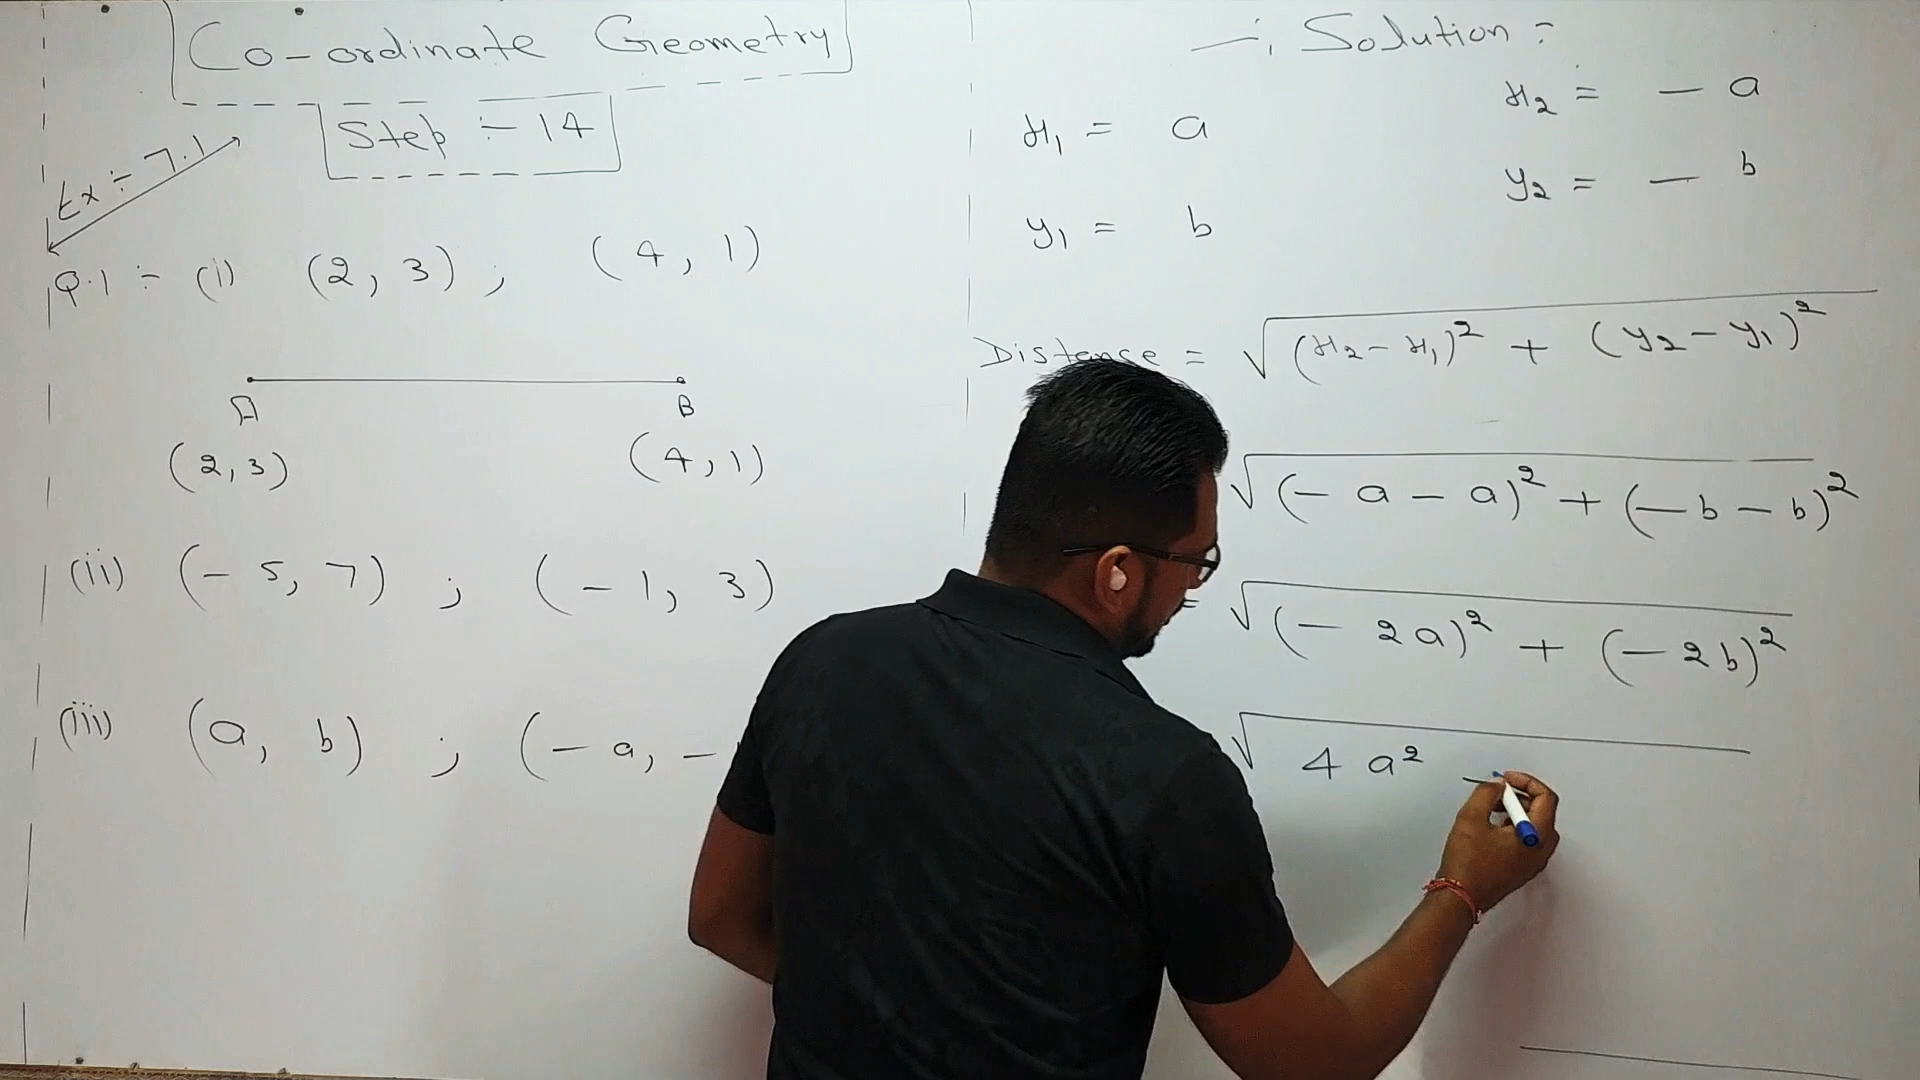 Co-ordinate Geometry
Step :- 14
Ex :- 7.1
Q.1 :- (i) (2, 3) ; (4, 1)
A B
(2,3) (4,1)
(ii) (-5, 7) ; (-1, 3)
(iii) (a, b) ; (-a, -
-: Solution :-
x₁ = a x₂ = - a
y₁ = b y₂ = - b
Distance = √(x₂ - x₁)² + (y₂ - y₁)²
√(- a - a)² + (- b - b)²
= √(- 2a)² + (- 2b)²
√4 a² -